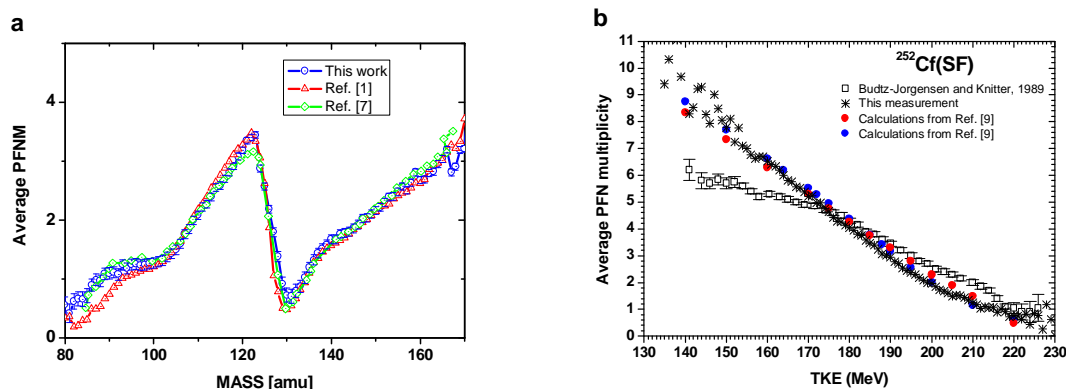 a
4
2
0
80
100
120
140
160
Average PFNM
MASS [amu]
This work
Ref. [1]
Ref. [7]
b
11
10
9
8
7
6
5
4
3
2
1
0
130 140 150 160 170 180 190 200 210 220 230
Average PFN multiplicity
TKE (MeV)
²⁵²Cf(SF)
Budtz-Jorgensen and Knitter, 1989
This measurement
Calculations from Ref. [9]
Calculations from Ref. [9]